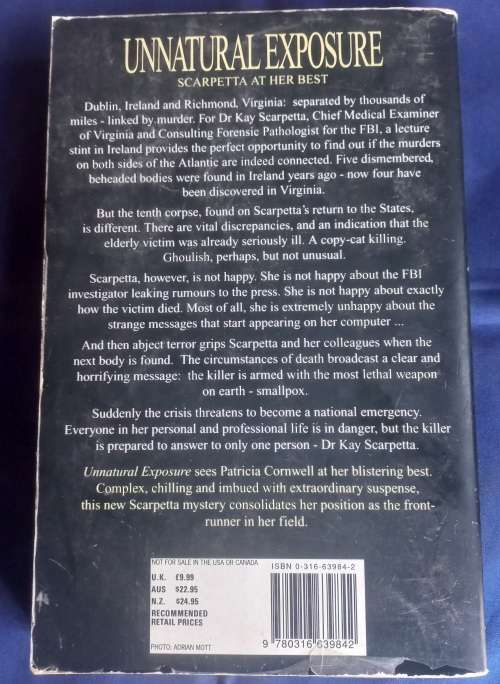 UNNATURAL EXPOSURE
SCARPETTA AT HER BEST
Dublin, Ireland and Richmond, Virginia: separated by thousands of
miles - linked by murder. For Dr Kay Scarpetta, Chief Medical Examiner
of Virginia and Consulting Forensic Pathologist for the FBI, a lecture
stint in Ireland provides the perfect opportunity to find out if the murders
on both sides of the Atlantic are indeed connected. Five dismembered,
beheaded bodies were found in Ireland years ago - now four have
been discovered in Virginia.
But the tenth corpse, found on Scarpetta's return to the States,
is different. There are vital discrepancies, and an indication that the
elderly victim was already seriously ill. A copy-cat killing.
Ghoulish, perhaps, but not unusual.
Scarpetta, however, is not happy. She is not happy about the FBI
investigator leaking rumours to the press. She is not happy about exactly
how the victim died. Most of all, she is extremely unhappy about the
strange messages that start appearing on her computer ...
And then abject terror grips Scarpetta and her colleagues when the
next body is found. The circumstances of death broadcast a clear and
horrifying message: the killer is armed with the most lethal weapon
on earth - smallpox.
Suddenly the crisis threatens to become a national emergency.
Everyone in her personal and professional life is in danger, but the killer
is prepared to answer to only one person - Dr Kay Scarpetta.
Unnatural Exposure sees Patricia Cornwell at her blistering best.
Complex, chilling and imbued with extraordinary suspense,
this new Scarpetta mystery consolidates her position as the front-
runner in her field.
NOT FOR SALE IN THE USA OR CANADA
U.K. £9.99
AUS $22.95
N.Z. $24.95
RECOMMENDED
RETAIL PRICES
PHOTO: ADRIAN MOTT
ISBN 0-316-63984-2
9 780316 639842